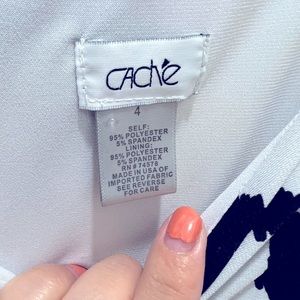 CAChé
4
SELF:
95% POLYESTER
5% SPANDEX
LINING:
95% POLYESTER
5% SPANDEX
RN# 74578
MADE IN USA OF
IMPORTED FABRIC
SEE REVERSE
FOR CARE